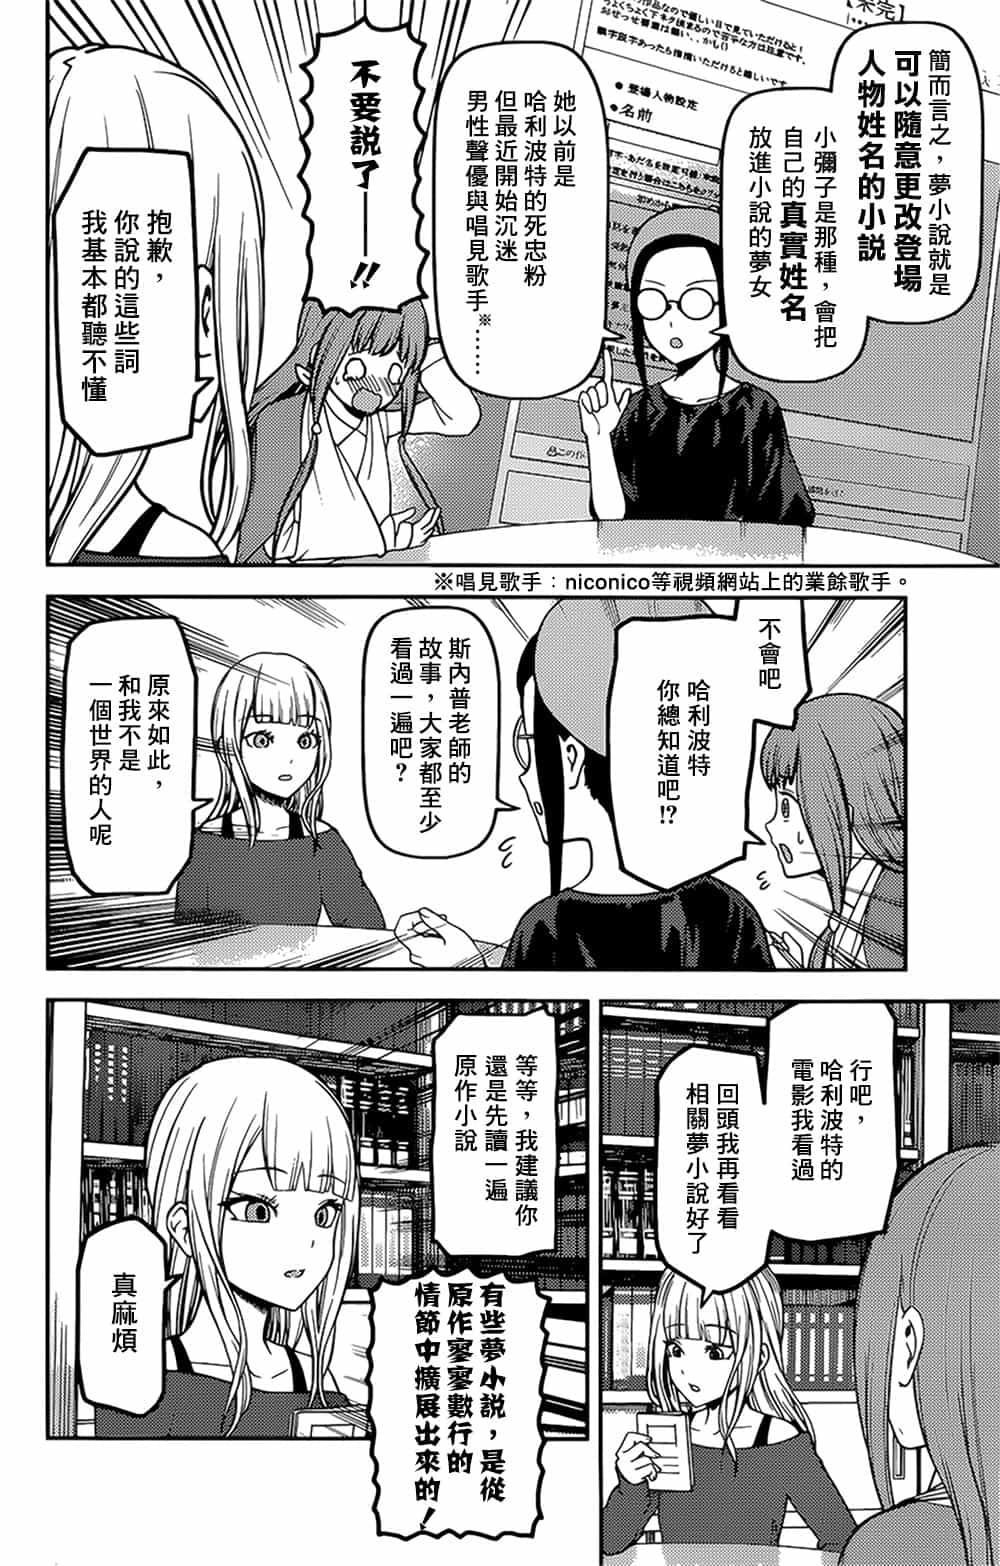 簡而言之，夢小說就是
可以隨意更改登場
人物姓名的小說
小彌子是那種，會把
自己的真實姓名
放進小說的夢女
她以前是
哈利波特的死忠粉
但最近開始沉迷
男性聲優與唱見歌手※……
不要說了——!!
抱歉，
你說的這些詞
我基本都聽不懂
未完】
●登場人物設定
●名前
※唱見歌手：niconico等視頻網站上的業餘歌手。
不會吧
哈利波特
你總知道吧!?
斯內普老師的
故事，大家都至少
看過一遍吧？
原來如此，
和我不是
一個世界的人呢
行吧，
哈利波特的
電影我看過
回頭我再看看
相關夢小說好了
等等，我建議你
還是先讀一遍
原作小說
有些夢小說，是從
原作寥寥數行的
情節中擴展出來的！
真麻煩